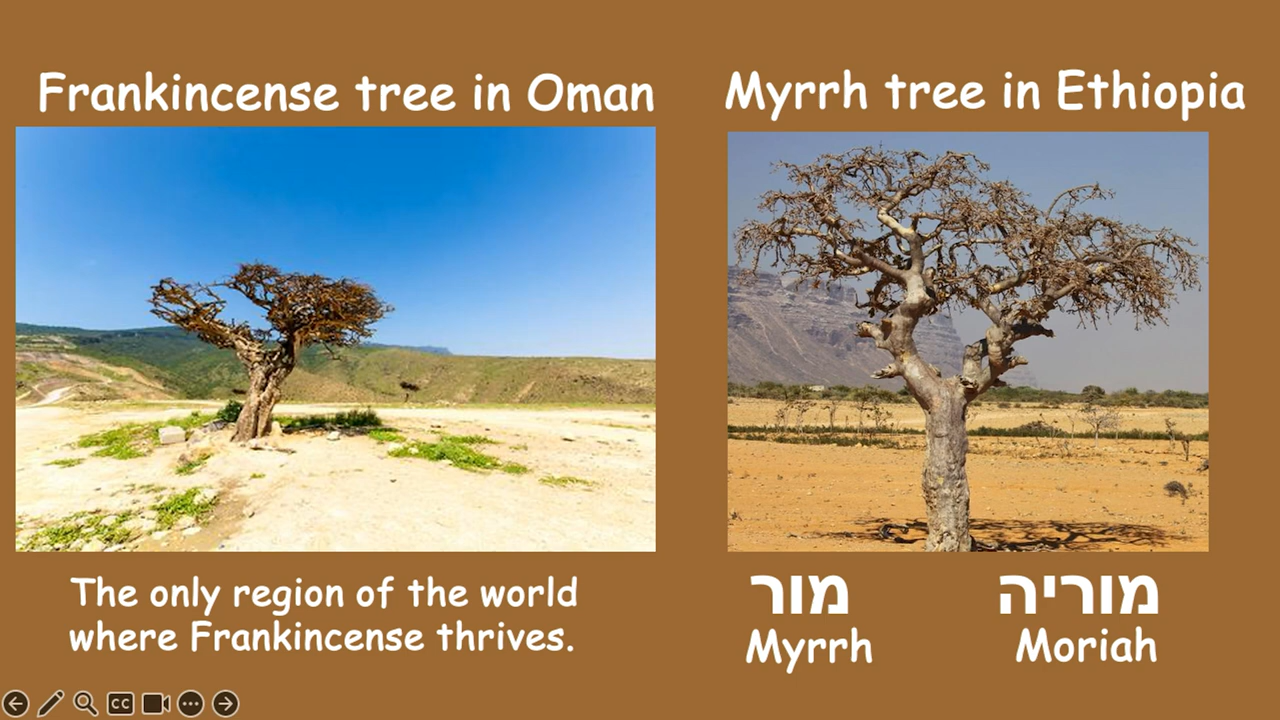 Frankincense tree in Oman
Myrrh tree in Ethiopia
The only region of the world
where Frankincense thrives.
מור
Myrrh
מוריה
Moriah
CC